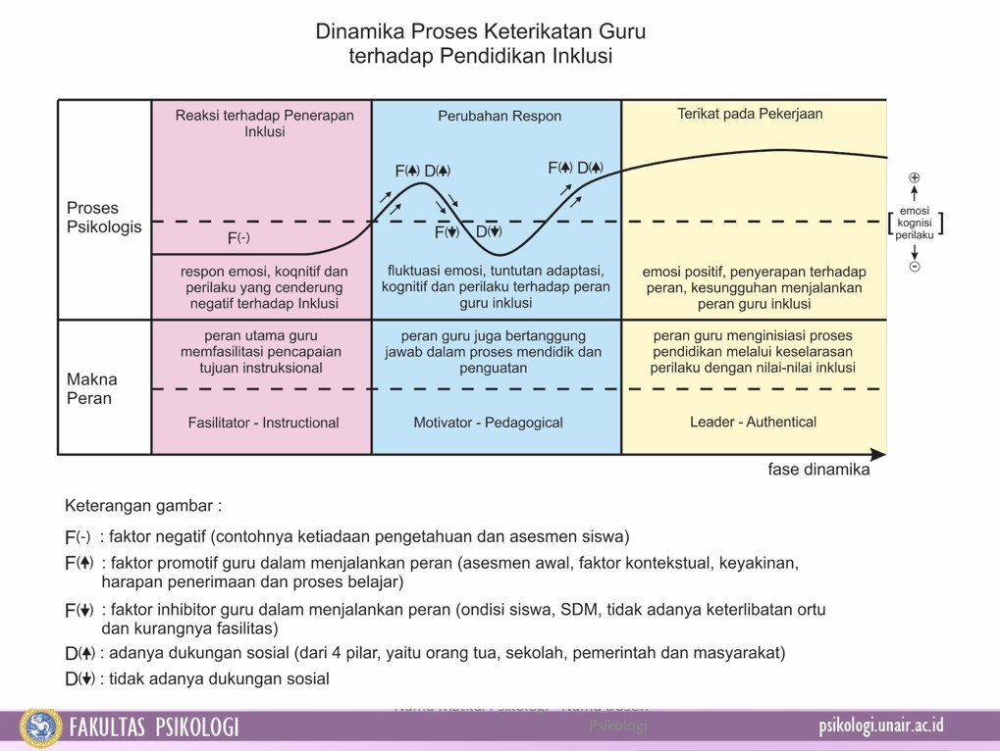 Dinamika Proses Keterikatan Guru
terhadap Pendidikan Inklusi
Reaksi terhadap Penerapan
Inklusi
Perubahan Respon
Terikat pada Pekerjaan
Proses
Psikologis
F(-)
F(↑) D(↑)
F(↓) D(↓)
F(↑) D(↑)
+
emosi
kognisi
perilaku
-
respon emosi, koqnitif dan
perilaku yang cenderung
negatif terhadap Inklusi
fluktuasi emosi, tuntutan adaptasi,
kognitif dan perilaku terhadap peran
guru inklusi
emosi positif, penyerapan terhadap
peran, kesungguhan menjalankan
peran guru inklusi
Makna
Peran
peran utama guru
memfasilitasi pencapaian
tujuan instruksional
peran guru juga bertanggung
jawab dalam proses mendidik dan
penguatan
peran guru menginisiasi proses
pendidikan melalui keselarasan
perilaku dengan nilai-nilai inklusi
Fasilitator - Instructional
Motivator - Pedagogical
Leader - Authentical
fase dinamika
Keterangan gambar :
F(-) : faktor negatif (contohnya ketiadaan pengetahuan dan asesmen siswa)
F(↑) : faktor promotif guru dalam menjalankan peran (asesmen awal, faktor kontekstual, keyakinan,
harapan penerimaan dan proses belajar)
F(↓) : faktor inhibitor guru dalam menjalankan peran (ondisi siswa, SDM, tidak adanya keterlibatan ortu
dan kurangnya fasilitas)
D(↑) : adanya dukungan sosial (dari 4 pilar, yaitu orang tua, sekolah, pemerintah dan masyarakat)
D(↓) : tidak adanya dukungan sosial
Psikologi
FAKULTAS PSIKOLOGI
psikologi.unair.ac.id